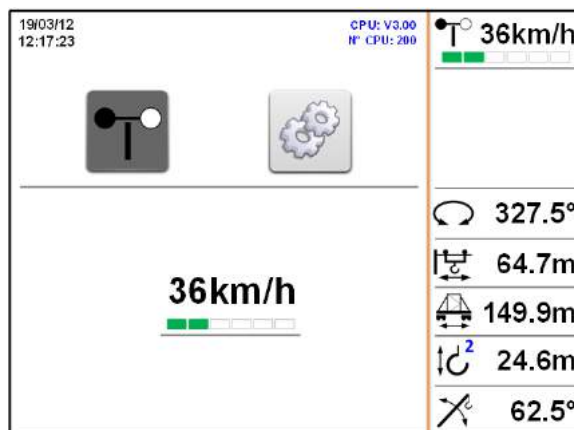 19/03/12
12:17:23
CPU: V3.00
N° CPU: 200
36km/h
36km/h
327.5°
64.7m
149.9m
2
24.6m
62.5°